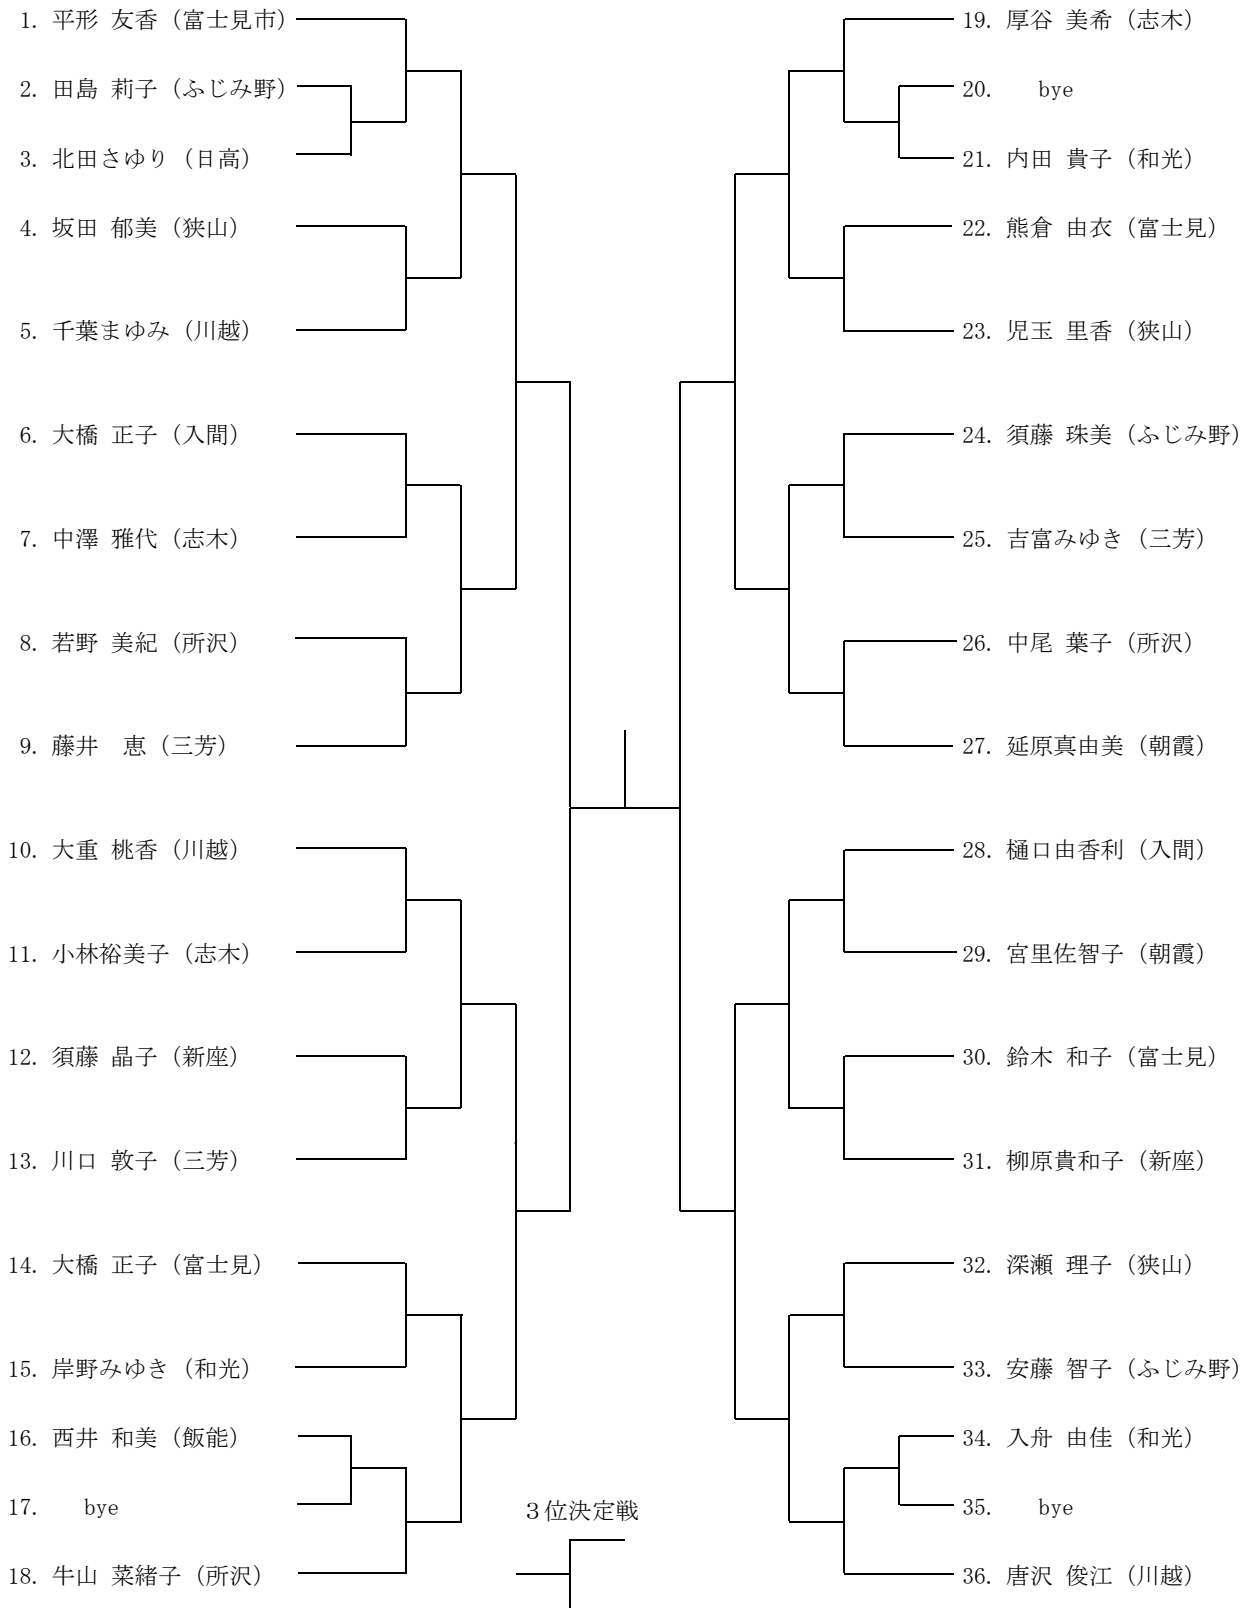 1. 平形 友香（富士見市）
2. 田島 莉子（ふじみ野）
3. 北田さゆり（日高）
4. 坂田 郁美（狭山）
5. 千葉まゆみ（川越）
6. 大橋 正子（入間）
7. 中澤 雅代（志木）
8. 若野 美紀（所沢）
9. 藤井　恵（三芳）
10. 大重 桃香（川越）
11. 小林裕美子（志木）
12. 須藤 晶子（新座）
13. 川口 敦子（三芳）
14. 大橋 正子（富士見）
15. 岸野みゆき（和光）
16. 西井 和美（飯能）
17. bye
18. 牛山 菜緒子（所沢）
３位決定戦
19. 厚谷 美希（志木）
20. bye
21. 内田 貴子（和光）
22. 熊倉 由衣（富士見）
23. 児玉 里香（狭山）
24. 須藤 珠美（ふじみ野）
25. 吉富みゆき（三芳）
26. 中尾 葉子（所沢）
27. 延原真由美（朝霞）
28. 樋口由香利（入間）
29. 宮里佐智子（朝霞）
30. 鈴木 和子（富士見）
31. 柳原貴和子（新座）
32. 深瀬 理子（狭山）
33. 安藤 智子（ふじみ野）
34. 入舟 由佳（和光）
35. bye
36. 唐沢 俊江（川越）